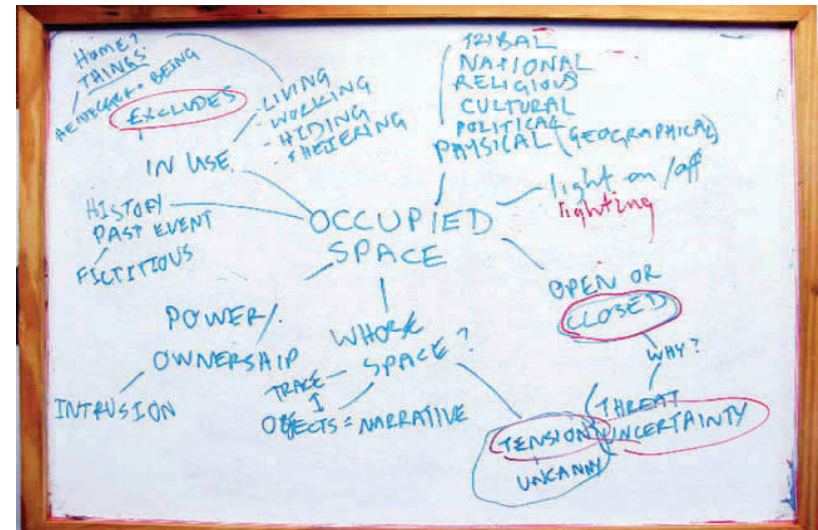 HOME?
THINGS
HEIDEGGER • BEING
EXCLUDES
- LIVING
- WORKING
- HIDING
- SHELTERING
IN USE
TRIBAL
NATIONAL
RELIGIOUS
CULTURAL
POLITICAL
PHYSICAL (GEOGRAPHICAL)
light on/off
lighting
HISTORY
PAST EVENT
FICTITIOUS
OCCUPIED
SPACE
OPEN OR
CLOSED
WHY?
POWER/.
OWNERSHIP
INTRUSION
WHOSE
SPACE?
TRACE
I
OBJECTS = NARRATIVE
(THREAT
TENSION
UNCERTAINTY
UNCANNY